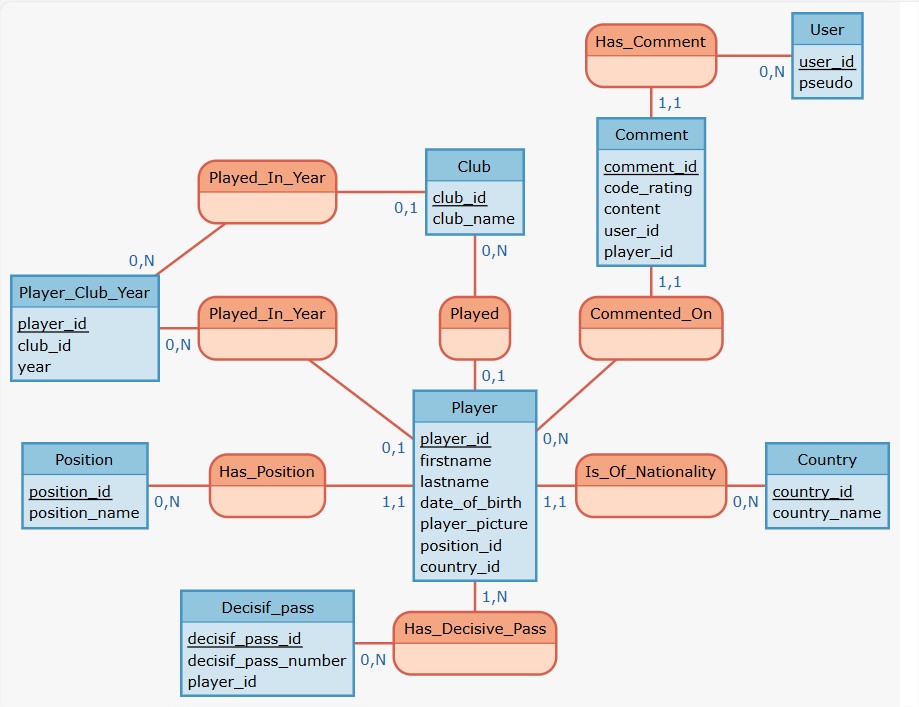 User
user_id
pseudo
Has_Comment
0,N
1,1
Comment
comment_id
code_rating
content
user_id
player_id
1,1
Commented_On
0,N
Club
club_id
club_name
0,1
0,N
Played_In_Year
0,N
Player_Club_Year
player_id
club_id
year
0,N
Played_In_Year
0,1
Played
0,1
Player
player_id
firstname
lastname
date_of_birth
player_picture
position_id
country_id
Position
position_id
position_name
0,N
Has_Position
1,1
1,1
Is_Of_Nationality
0,N
Country
country_id
country_name
1,N
Has_Decisive_Pass
0,N
Decisif_pass
decisif_pass_id
decisif_pass_number
player_id